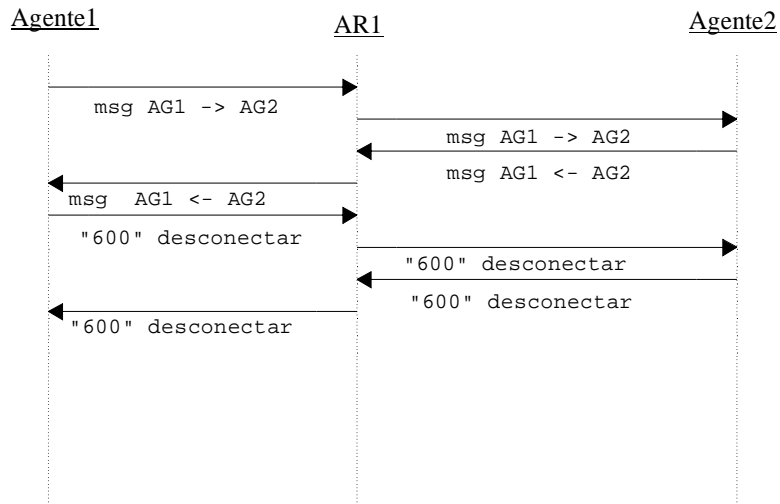 Agente1
AR1
Agente2
msg AG1 -> AG2
msg AG1 -> AG2
msg AG1 <- AG2
msg  AG1 <- AG2
"600" desconectar
"600" desconectar
"600" desconectar
"600" desconectar